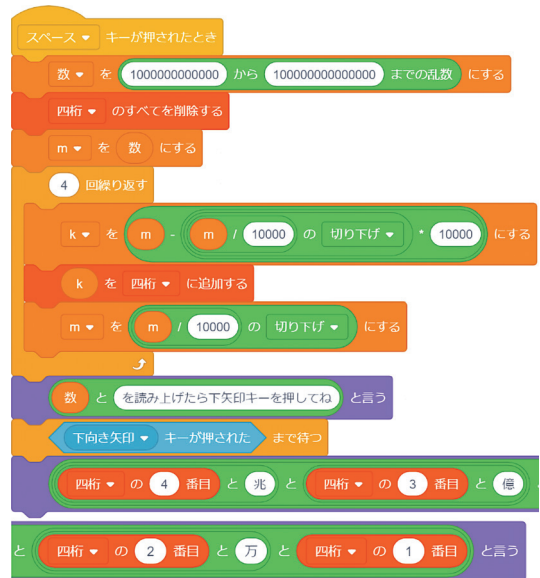 スペース キーが押されたとき
数 を 1000000000000 から 100000000000000 までの乱数 にする
四桁 のすべてを削除する
m を 数 にする
4 回繰り返す
k を m - m / 10000 の 切り下げ * 10000 にする
k を 四桁 に追加する
m を m / 10000 の 切り下げ にする
数 と を読み上げたら下矢印キーを押してね と言う
下向き矢印 キーが押された まで待つ
四桁 の 4 番目 と 兆 と 四桁 の 3 番目 と 億
と 四桁 の 2 番目 と 万 と 四桁 の 1 番目 と言う